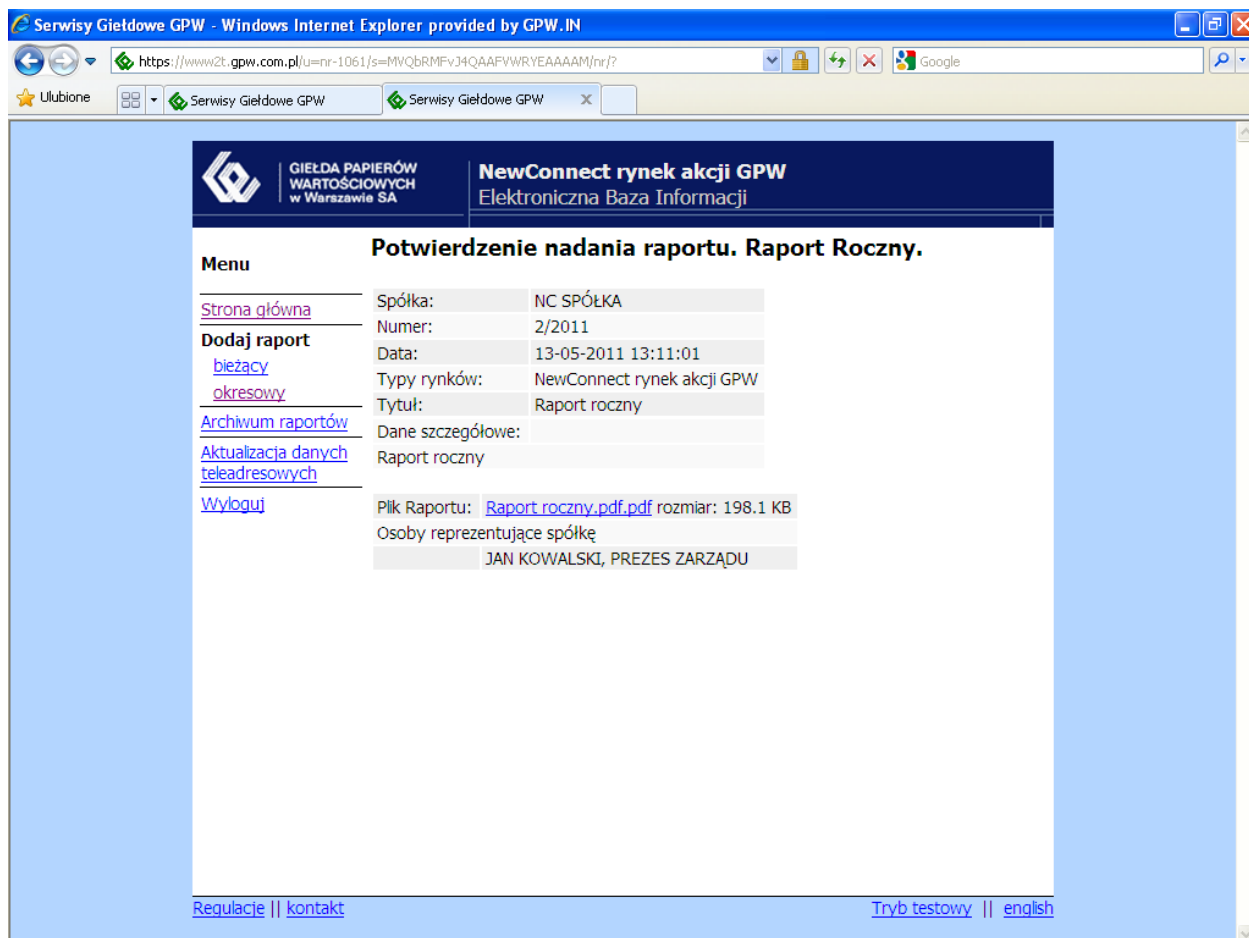 Serwisy Giełdowe GPW - Windows Internet Explorer provided by GPW.IN
https://www2t.gpw.com.pl/u=nr-1061/s=MVQbRMFvJ4QAAFVWRYEAAAAM/nr/?
Google
Ulubione
Serwisy Giełdowe GPW
Serwisy Giełdowe GPW
GIEŁDA PAPIERÓW
WARTOŚCIOWYCH
w Warszawie SA
NewConnect rynek akcji GPW
Elektroniczna Baza Informacji
Menu
Strona główna
Dodaj raport
bieżący
okresowy
Archiwum raportów
Aktualizacja danych
teleadresowych
Wyloguj
Potwierdzenie nadania raportu. Raport Roczny.
Spółka: NC SPÓŁKA
Numer: 2/2011
Data: 13-05-2011 13:11:01
Typy rynków: NewConnect rynek akcji GPW
Tytuł: Raport roczny
Dane szczegółowe:
Raport roczny
Plik Raportu: Raport roczny.pdf.pdf rozmiar: 198.1 KB
Osoby reprezentujące spółkę
JAN KOWALSKI, PREZES ZARZĄDU
Regulacje || kontakt
Tryb testowy || english